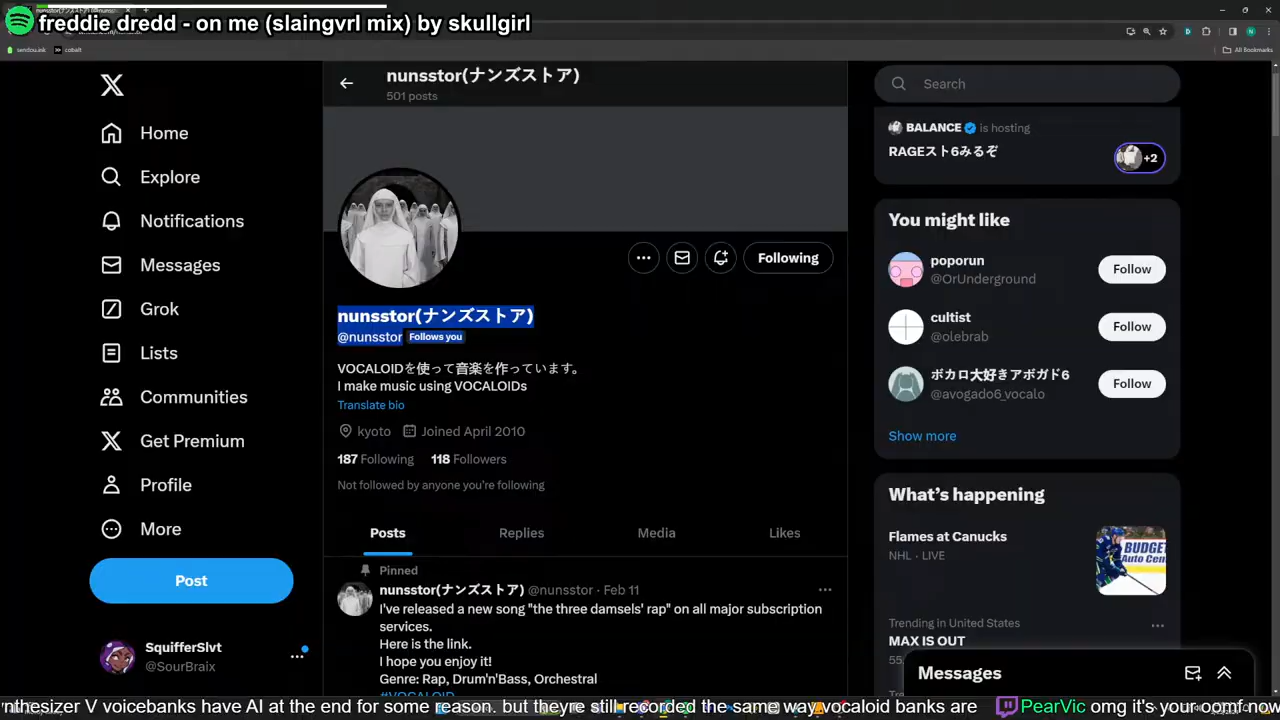 freddie dredd - on me (slaingvrl mix) by skullgirl
sendou.ink
cobalt
All Bookmarks
nunsstor(ナンズストア)
501 posts
Search
Home
Explore
Notifications
Messages
Grok
Lists
Communities
Get Premium
Profile
More
Post
SquifferSlvt
@SourBraix
Following
nunsstor(ナンズストア)
@nunsstor Follows you
VOCALOIDを使って音楽を作っています。
I make music using VOCALOIDs
Translate bio
kyoto Joined April 2010
187 Following 118 Followers
Not followed by anyone you're following
Posts Replies Media Likes
Pinned
nunsstor(ナンズストア) @nunsstor · Feb 11
I've released a new song "the three damsels' rap" on all major subscription
services.
Here is the link.
I hope you enjoy it!
Genre: Rap, Drum'n'Bass, Orchestral
#VOCALOID
BALANCE is hosting
RAGEスト6みるぞ
+2
You might like
poporun
@OrUnderground
Follow
cultist
@olebrab
Follow
ボカロ大好きアボガド6
@avogado6_vocalo
Follow
Show more
What's happening
Flames at Canucks
NHL · LIVE
BUDGET
Trending in United States
MAX IS OUT
Messages
nthesizer V voicebanks have AI at the end for some reason. but theyre still recorded the same way vocaloid banks are PearVic omg it's your org of now